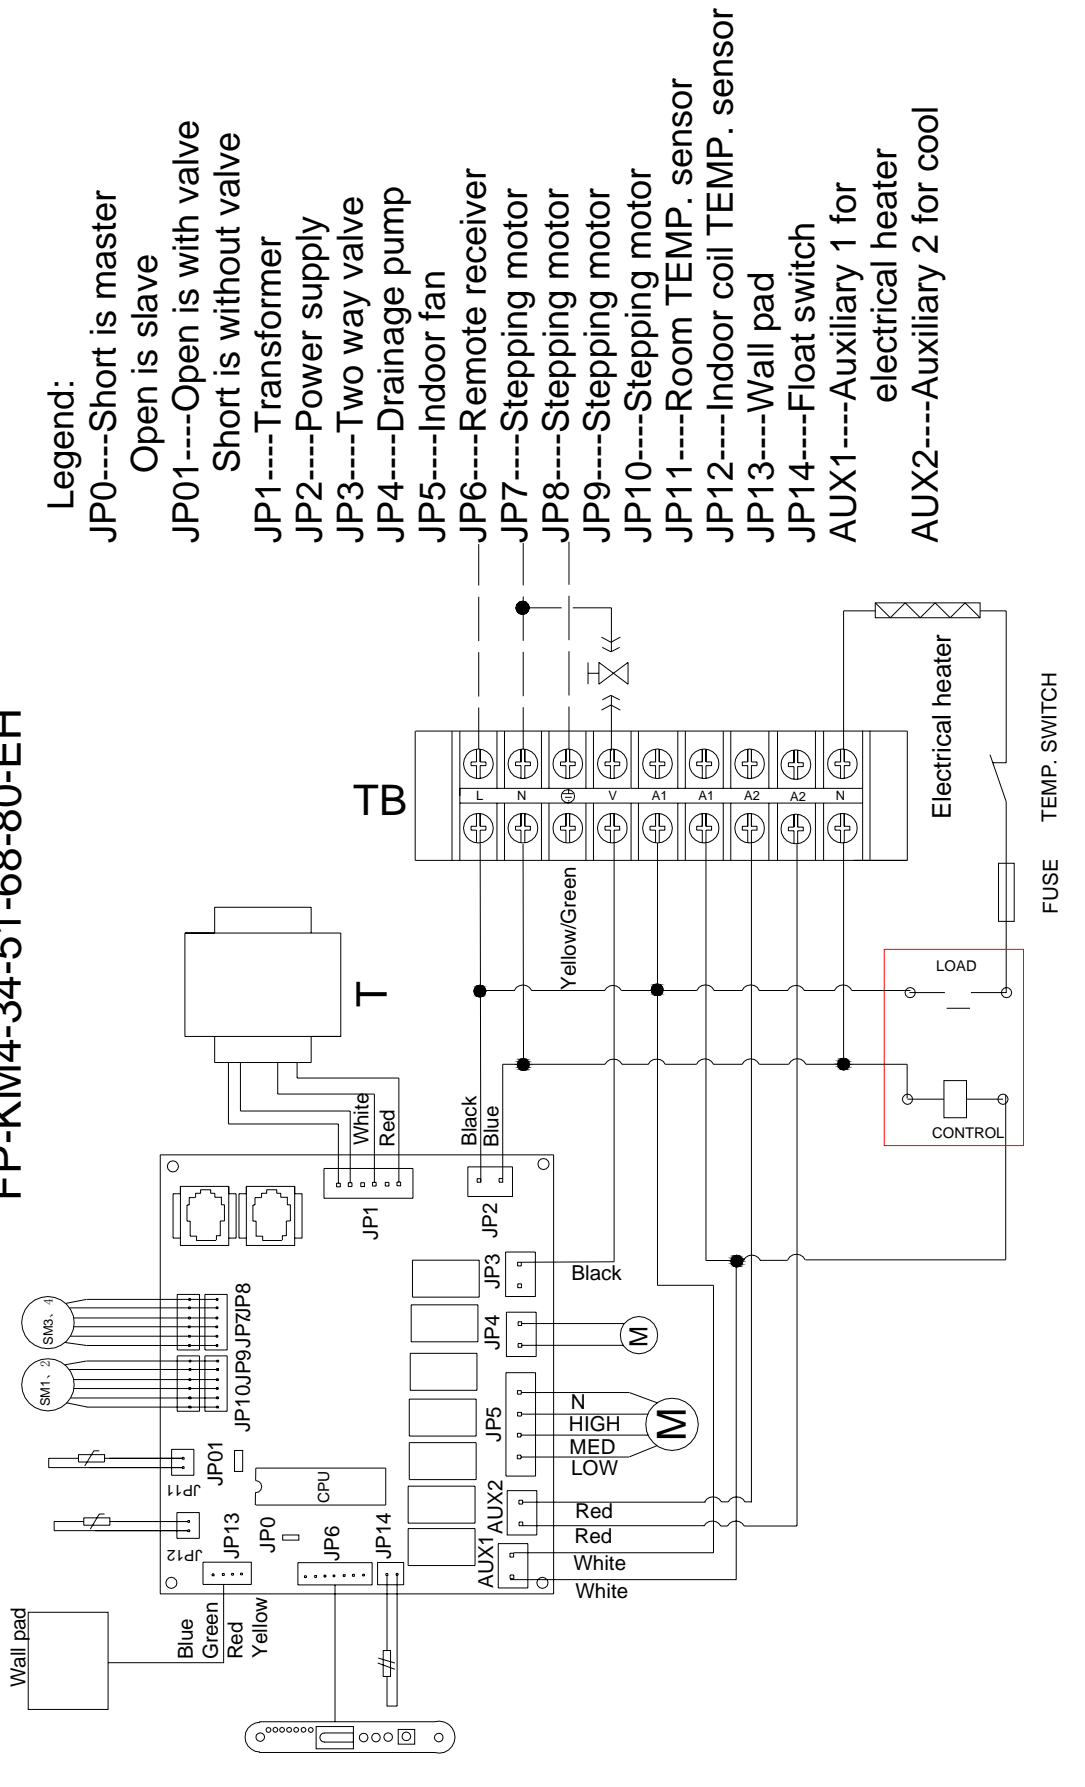 FP-KM4-34-51-68-80-EH
Legend:
JP0----Short is master
Open is slave
JP01----Open is with valve
Short is without valve
JP1----Transformer
JP2----Power supply
JP3----Two way valve
JP4----Drainage pump
JP5----Indoor fan
JP6----Remote receiver
JP7----Stepping motor
JP8----Stepping motor
JP9----Stepping motor
JP10----Stepping motor
JP11----Room TEMP. sensor
JP12----Indoor coil TEMP. sensor
JP13----Wall pad
JP14----Float switch
AUX1----Auxiliary 1 for
electrical heater
AUX2----Auxiliary 2 for cool
TB
L
N
V
A1
A1
A2
A2
N
Electrical heater
TEMP. SWITCH
FUSE
LOAD
CONTROL
Yellow/Green
T
White
Red
Black
Blue
JP1
JP2
JP3
Black
JP4
M
JP5
N
HIGH
MED
LOW
M
AUX2
Red
Red
AUX1
White
White
SM3、4
SM1、2
JP10JP9JP7JP8
JP01
JP11
JP12
CPU
JP13
JP0
JP6
JP14
Wall pad
Blue
Green
Red
Yellow